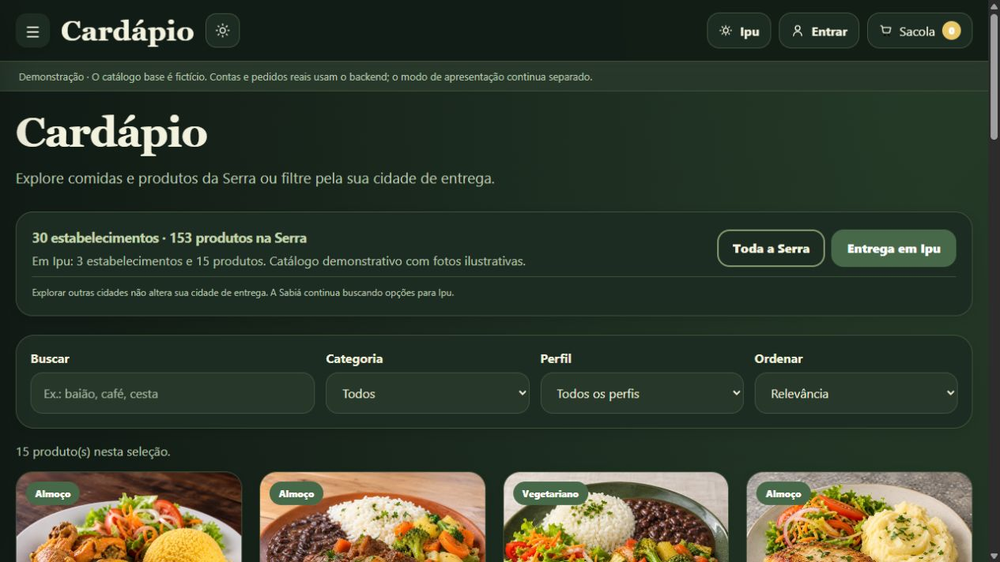 Cardápio
Ipu
Entrar
Sacola 0
Demonstração · O catálogo base é fictício. Contas e pedidos reais usam o backend; o modo de apresentação continua separado.
Cardápio
Explore comidas e produtos da Serra ou filtre pela sua cidade de entrega.
30 estabelecimentos · 153 produtos na Serra
Em Ipu: 3 estabelecimentos e 15 produtos. Catálogo demonstrativo com fotos ilustrativas.
Toda a Serra
Entrega em Ipu
Explorar outras cidades não altera sua cidade de entrega. A Sabiá continua buscando opções para Ipu.
Buscar
Categoria
Perfil
Ordenar
Ex.: baião, café, cesta
Todos
Todos os perfis
Relevância
15 produto(s) nesta seleção.
Almoço
Almoço
Vegetariano
Almoço